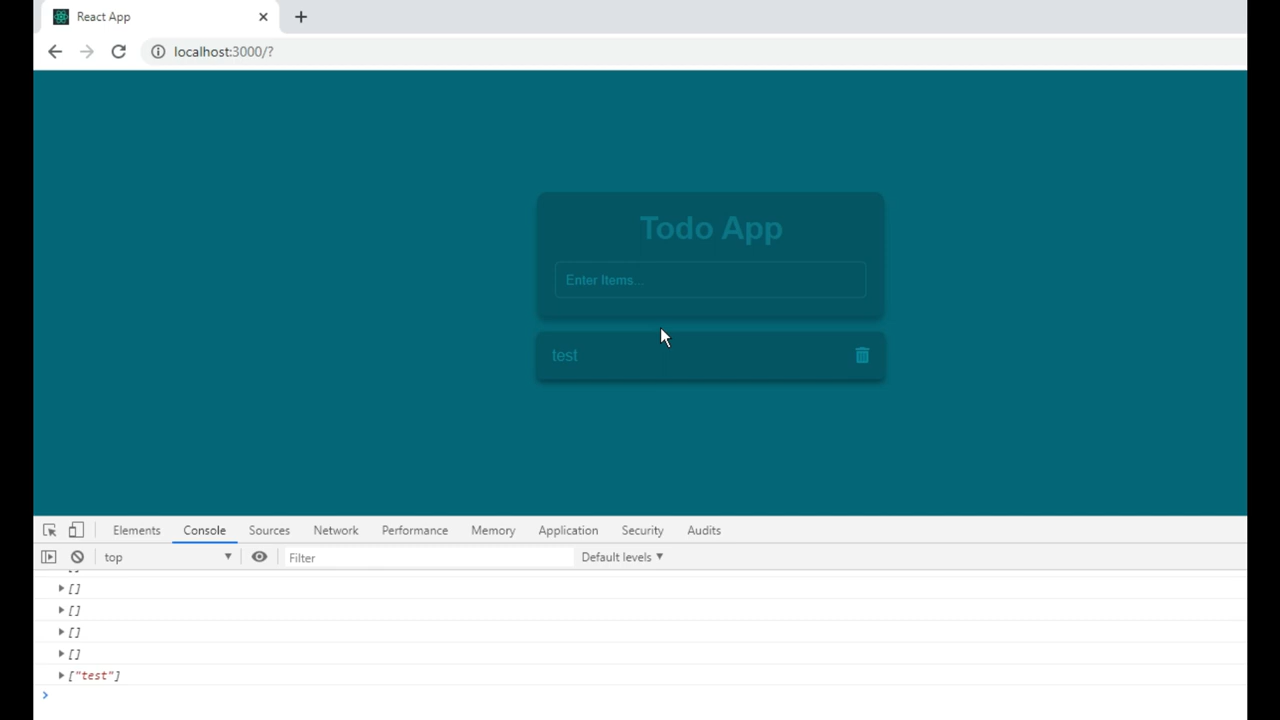 React App
localhost:3000/?
Todo App
Enter Items...
test
Elements Console Sources Network Performance Memory Application Security Audits
top Filter Default levels
[]
[]
[]
[]
["test"]